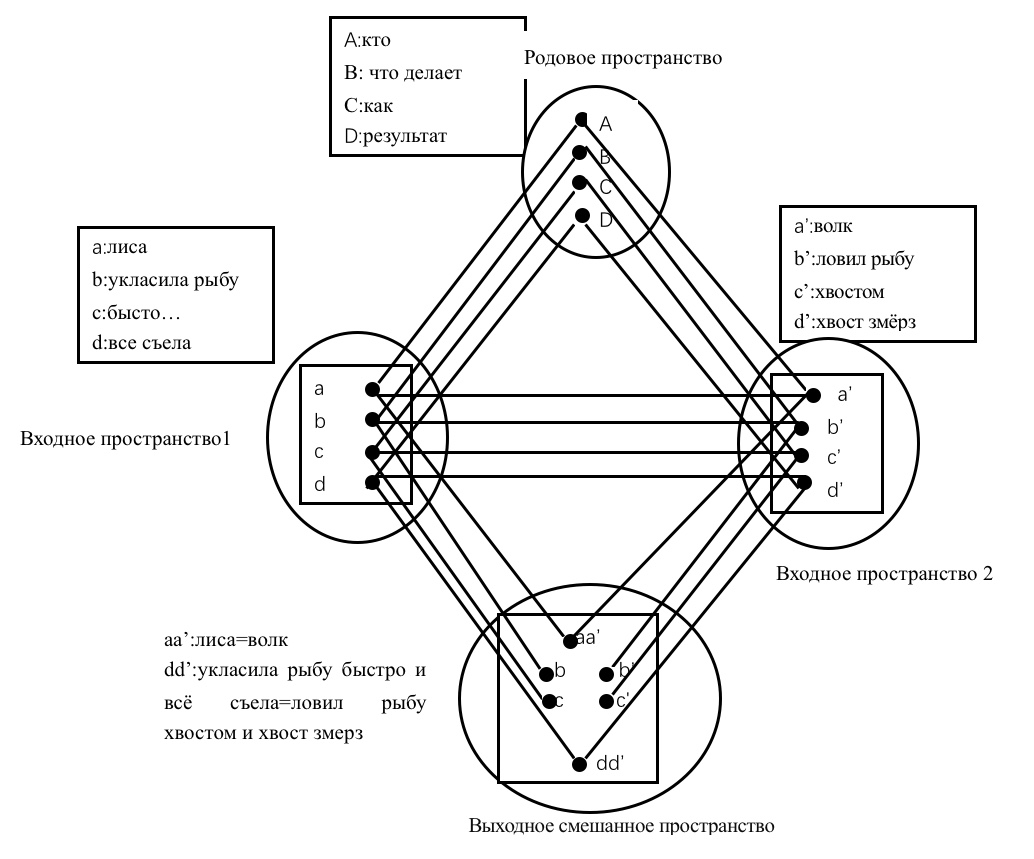 A:кто
B: что делает
C:как
D:результат
Родовое пространство
A
B
C
D
a:лиса
b:укласила рыбу
c:бысто…
d:все съела
a’:волк
b’:ловил рыбу
c’:хвостом
d’:хвост змёрз
Входное пространство1
a
b
c
d
a'
b'
c'
d'
Входное пространство 2
aa’:лиса=волк
dd’:укласила рыбу быстро и
всё съела=ловил рыбу
хвостом и хвост змерз
aa'
b b'
c c'
dd'
Выходное смешанное пространство